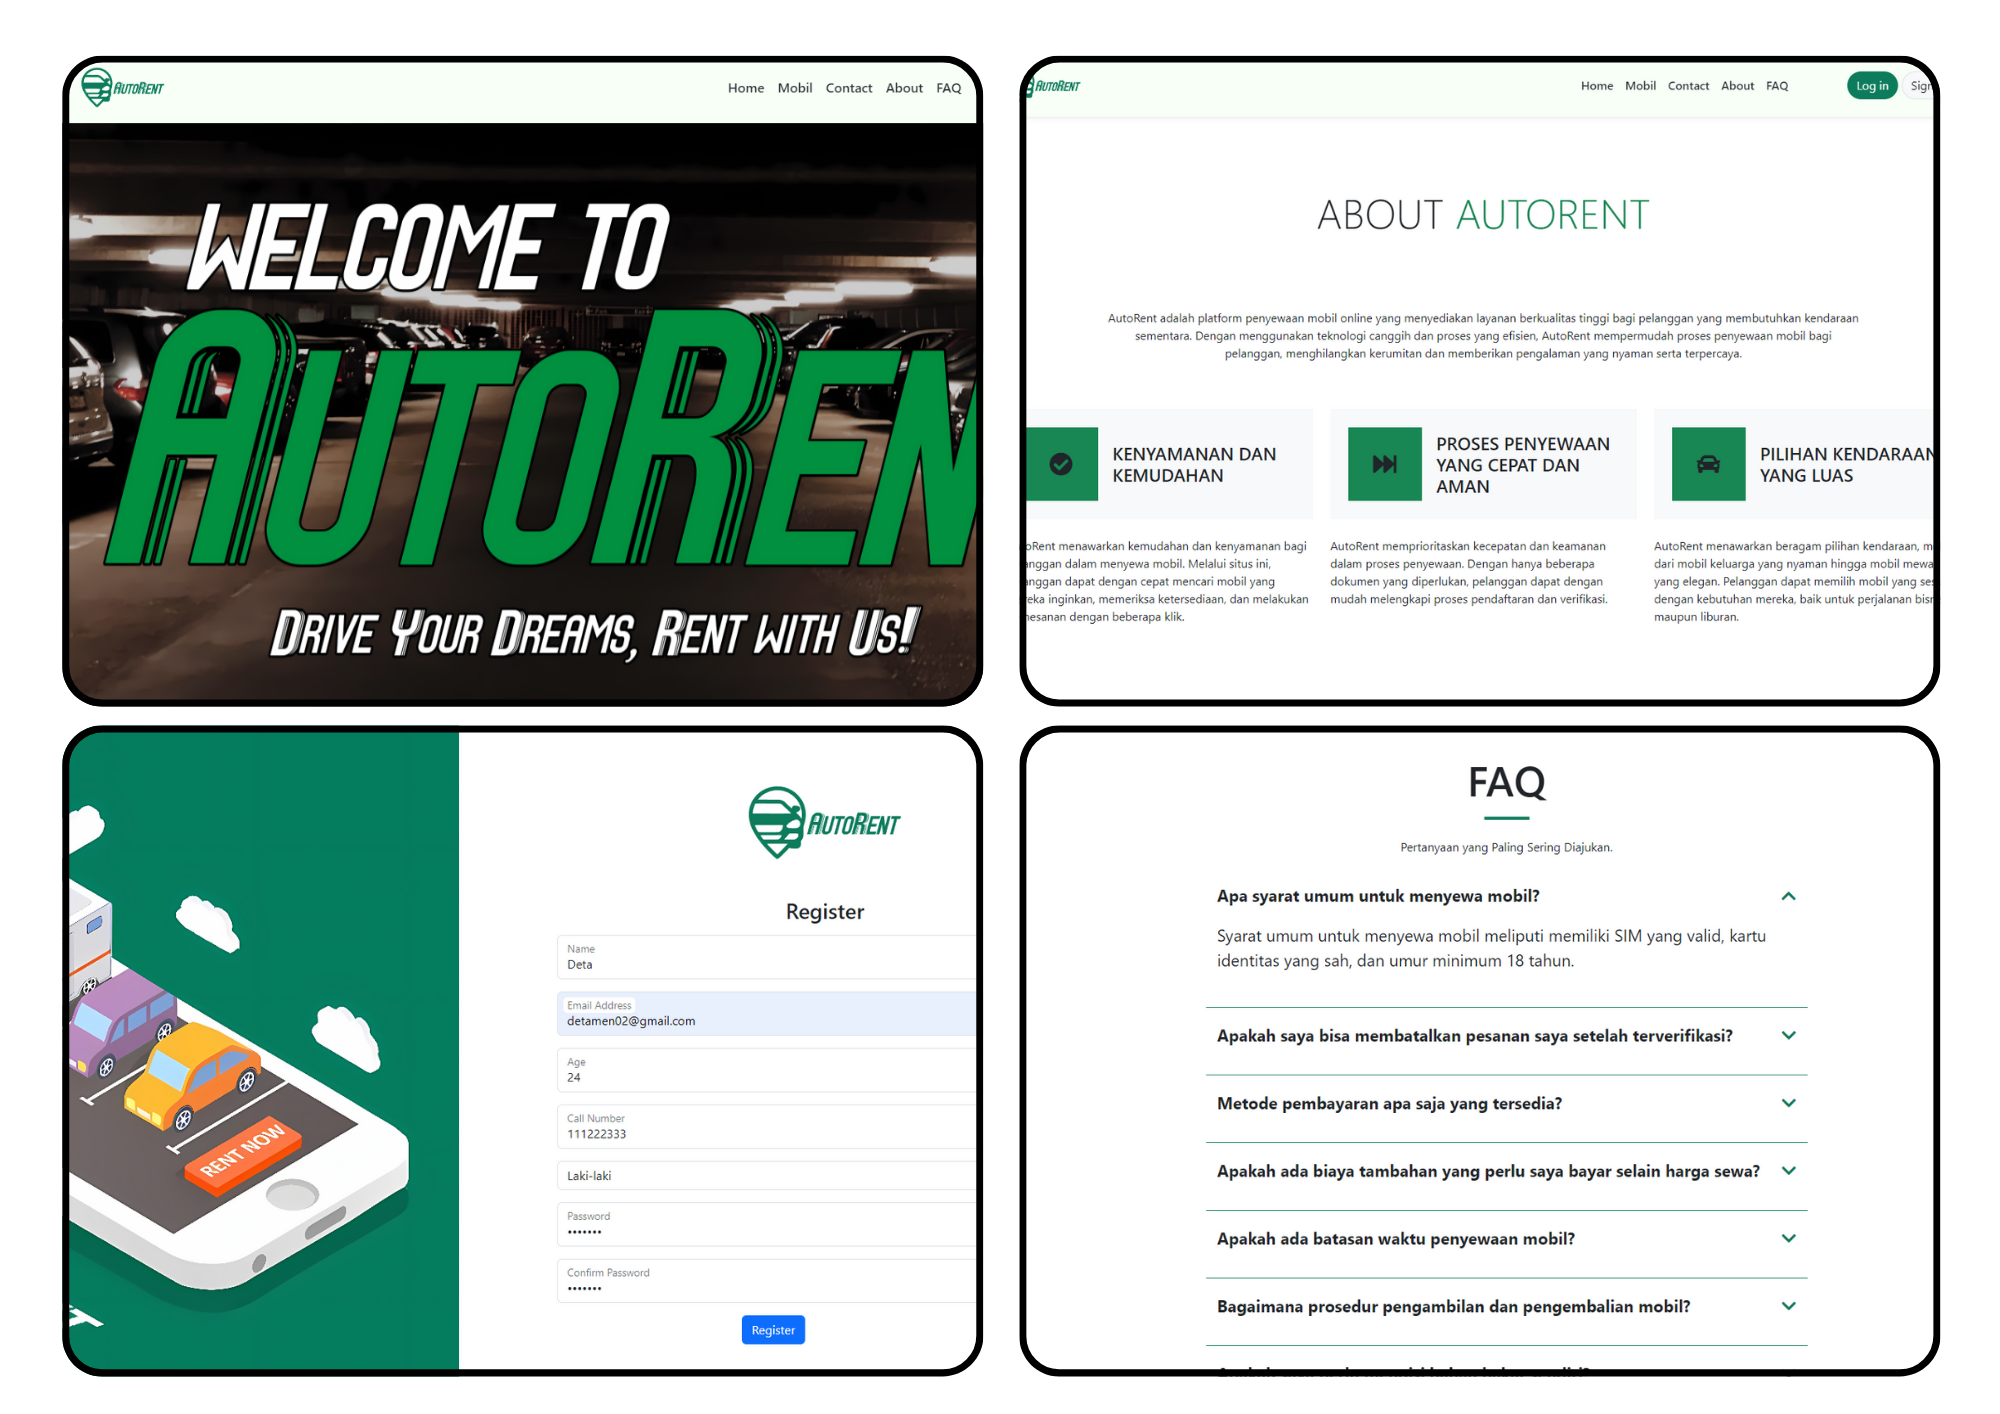 AUTORENT
Home Mobil Contact About FAQ
WELCOME TO
AUTOREN
DRIVE YOUR DREAMS, RENT WITH US!
AUTORENT
Home Mobil Contact About FAQ
Log in
ABOUT AUTORENT
AutoRent adalah platform penyewaan mobil online yang menyediakan layanan berkualitas tinggi bagi pelanggan yang membutuhkan kendaraan
sementara. Dengan menggunakan teknologi canggih dan proses yang efisien, AutoRent mempermudah proses penyewaan mobil bagi
pelanggan, menghilangkan kerumitan dan memberikan pengalaman yang nyaman serta terpercaya.
KENYAMANAN DAN
KEMUDAHAN
oRent menawarkan kemudahan dan kenyamanan bagi
nggan dalam menyewa mobil. Melalui situs ini,
nggan dapat dengan cepat mencari mobil yang
eka inginkan, memeriksa ketersediaan, dan melakukan
esanan dengan beberapa klik.
PROSES PENYEWAAN
YANG CEPAT DAN
AMAN
AutoRent memprioritaskan kecepatan dan keamanan
dalam proses penyewaan. Dengan hanya beberapa
dokumen yang diperlukan, pelanggan dapat dengan
mudah melengkapi proses pendaftaran dan verifikasi.
PILIHAN KENDARAAN
YANG LUAS
AutoRent menawarkan beragam pilihan kendaraan, m
dari mobil keluarga yang nyaman hingga mobil mewa
yang elegan. Pelanggan dapat memilih mobil yang ses
dengan kebutuhan mereka, baik untuk perjalanan bisn
maupun liburan.
RENT NOW
AUTORENT
Register
Name
Deta
Email Address
detamen02@gmail.com
Age
24
Call Number
111222333
Laki-laki
Password
Confirm Password
Register
FAQ
Pertanyaan yang Paling Sering Diajukan.
Apa syarat umum untuk menyewa mobil?
Syarat umum untuk menyewa mobil meliputi memiliki SIM yang valid, kartu
identitas yang sah, dan umur minimum 18 tahun.
Apakah saya bisa membatalkan pesanan saya setelah terverifikasi?
Metode pembayaran apa saja yang tersedia?
Apakah ada biaya tambahan yang perlu saya bayar selain harga sewa?
Apakah ada batasan waktu penyewaan mobil?
Bagaimana prosedur pengambilan dan pengembalian mobil?